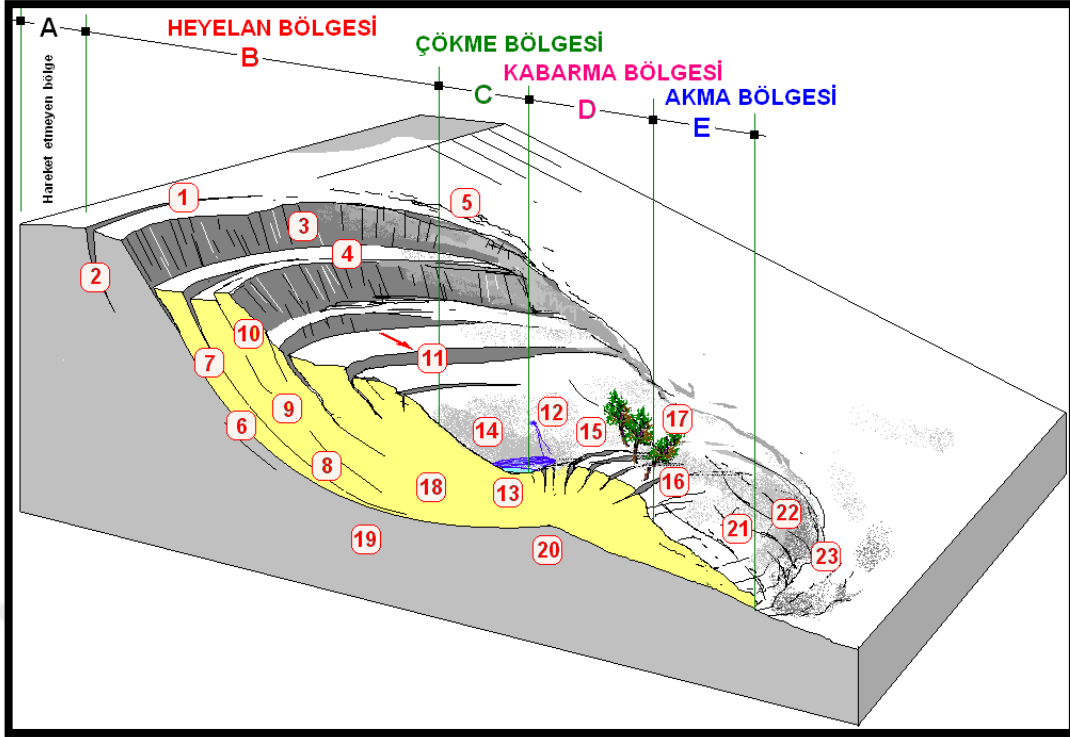 A
HEYELAN BÖLGESİ
B
ÇÖKME BÖLGESİ
C
KABARMA BÖLGESİ
D
AKMA BÖLGESİ
E
Hareket etmeyen bölge
1
2
3
4
5
6
7
8
9
10
11
12
13
14
15
16
17
18
19
20
21
22
23